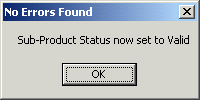 No Errors Found
Sub-Product Status now set to Valid
OK